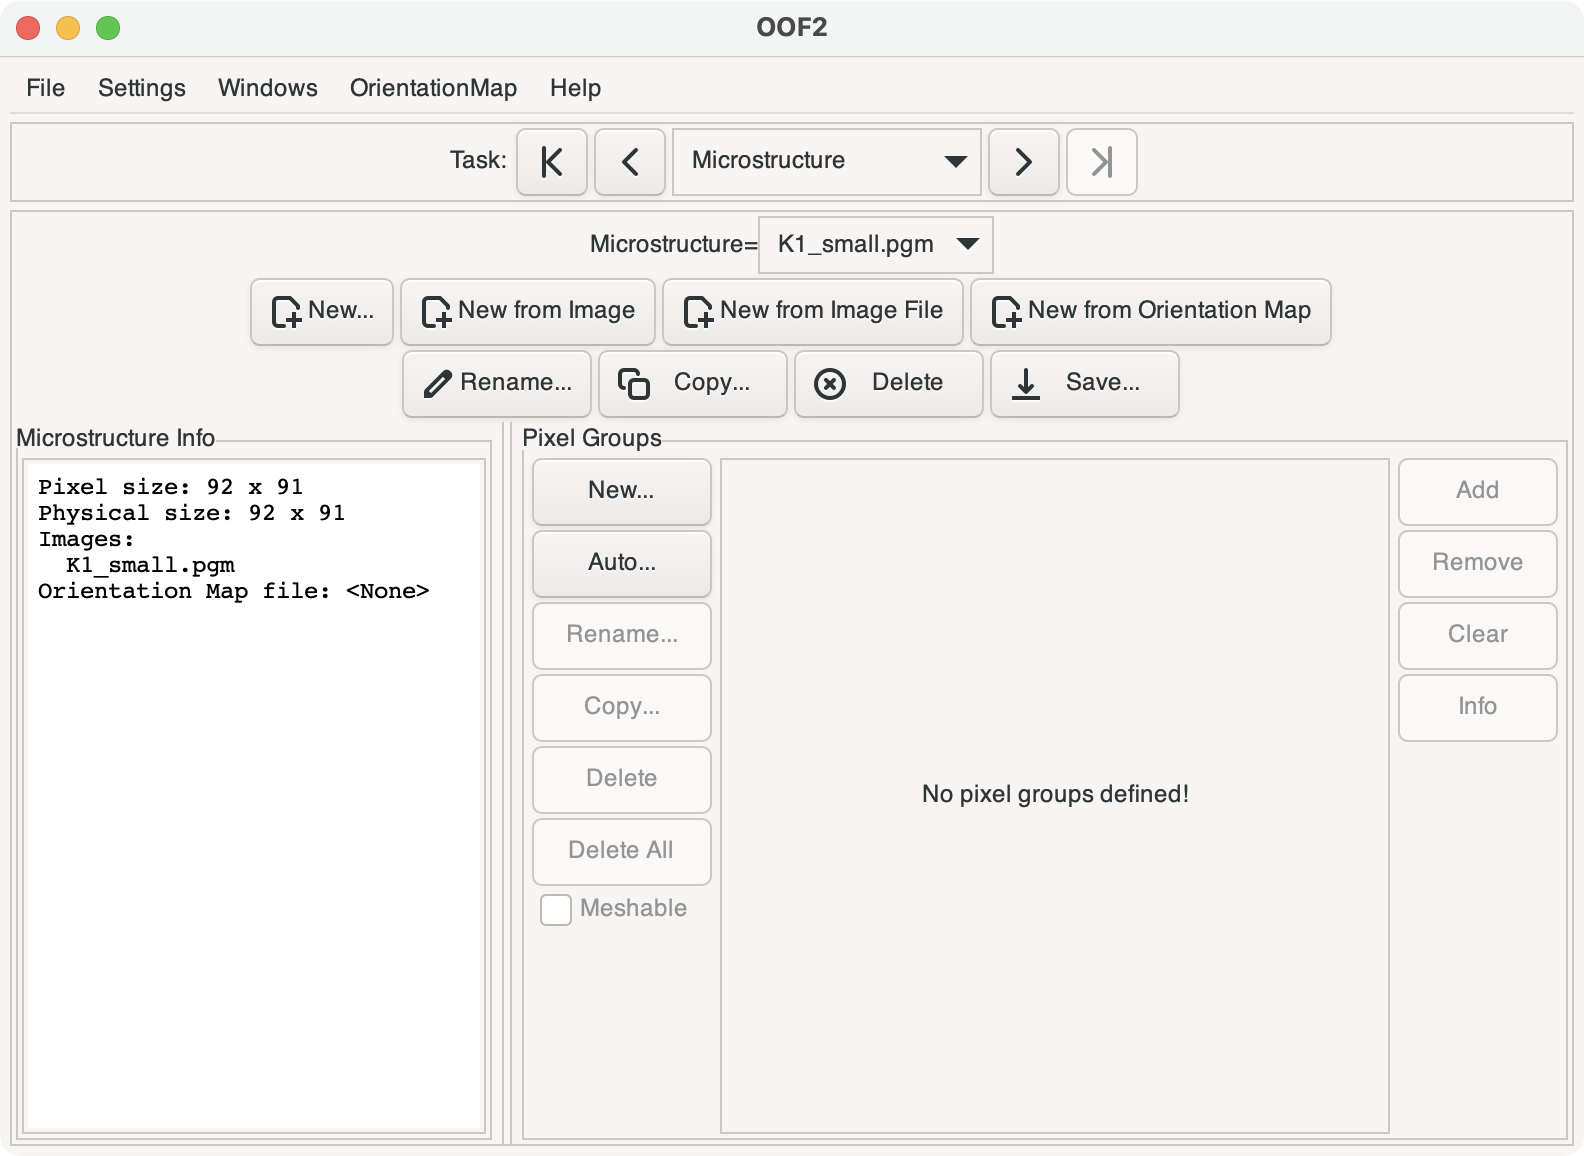 OOF2
File Settings Windows OrientationMap Help
Task: Microstructure
Microstructure= K1_small.pgm
New... New from Image New from Image File New from Orientation Map
Rename... Copy... Delete Save...
Microstructure Info
Pixel size: 92 x 91
Physical size: 92 x 91
Images:
K1_small.pgm
Orientation Map file: <None>
Pixel Groups
New...
Auto...
Rename...
Copy...
Delete
Delete All
Meshable
No pixel groups defined!
Add
Remove
Clear
Info